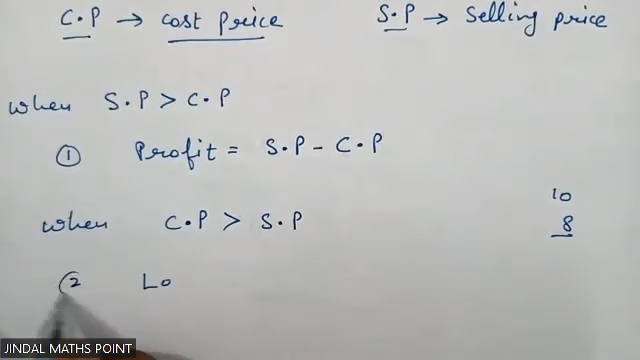 C.P → cost price S.P → Selling price
when S.P > C.P
① Profit = S.P - C.P
10
when C.P > S.P 8
② Lo
JINDAL MATHS POINT